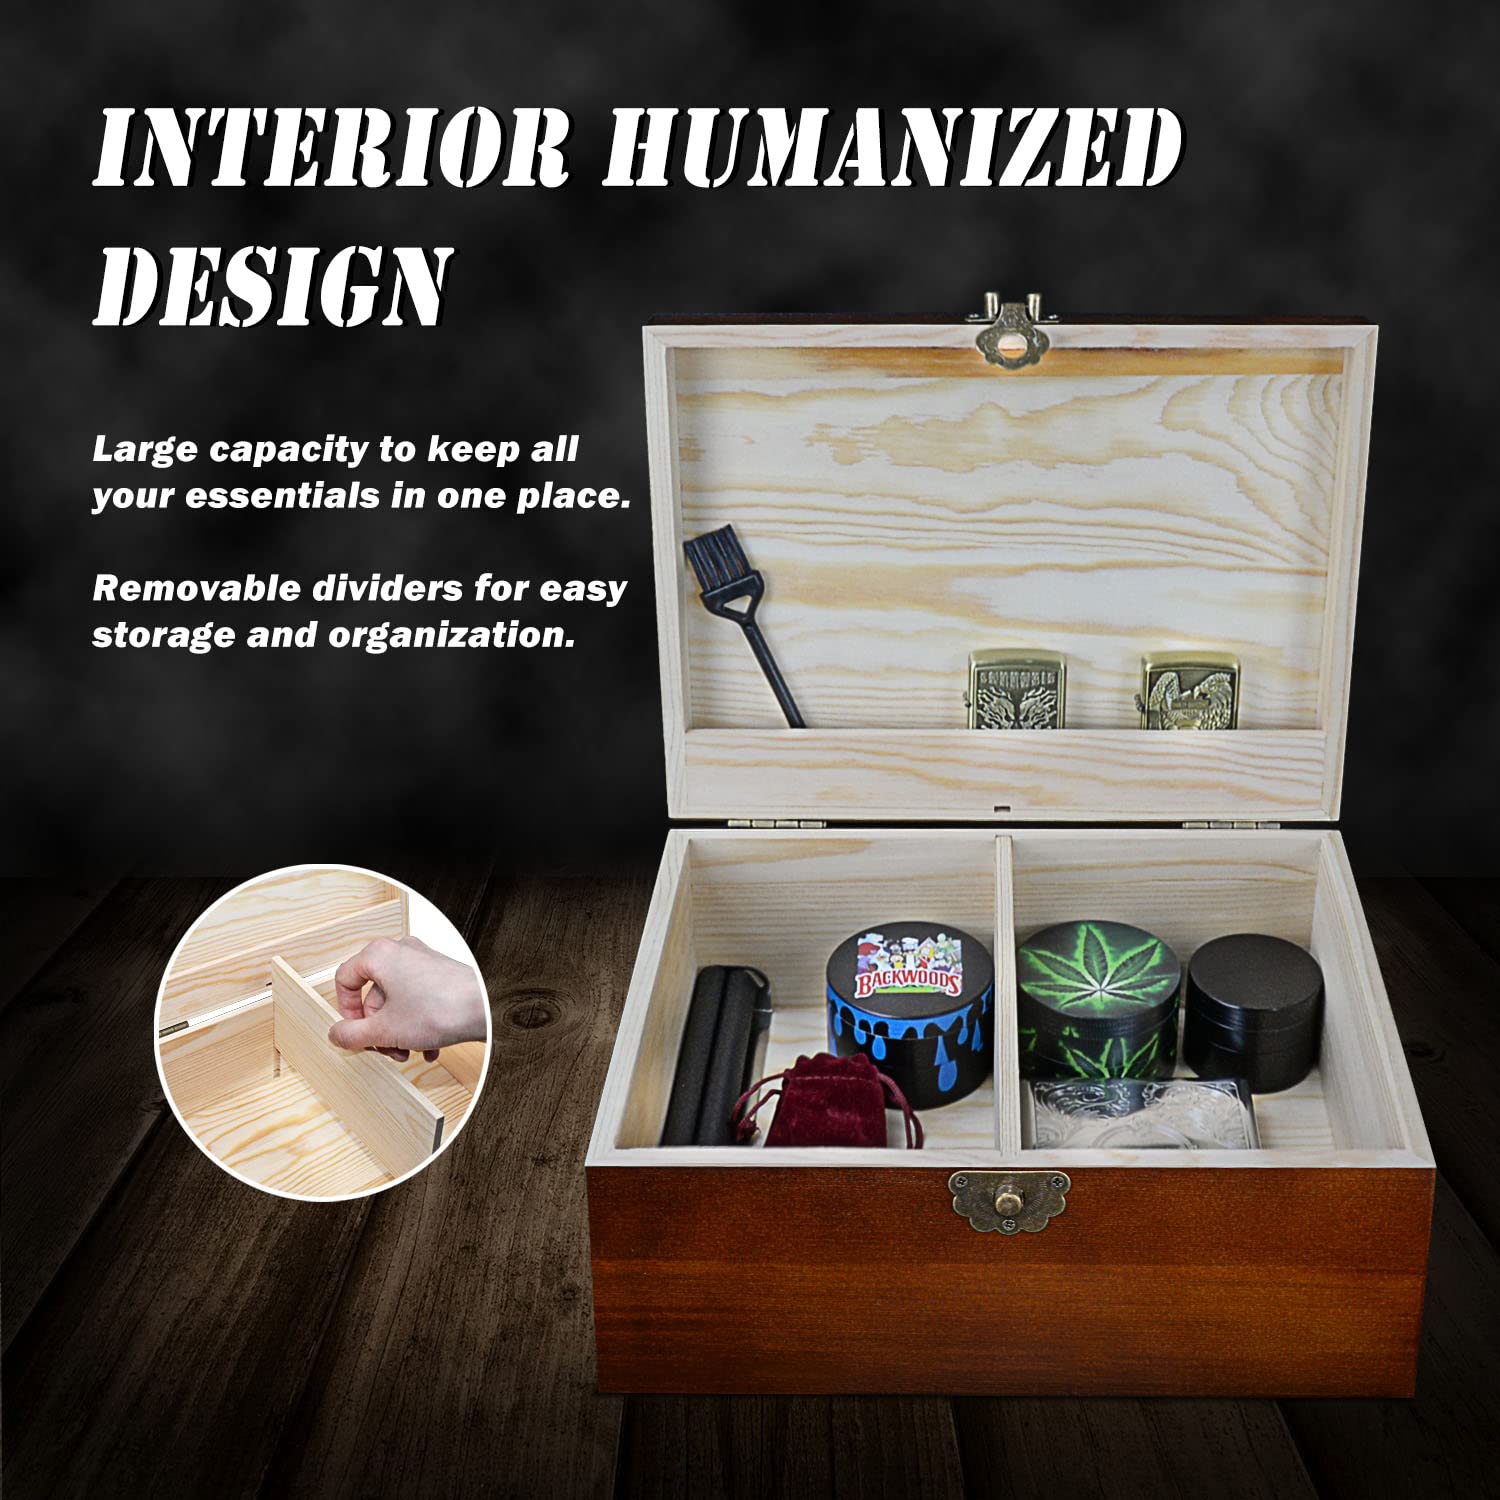 INTERIOR HUMANIZED
DESIGN
Large capacity to keep all
your essentials in one place.
Removable dividers for easy
storage and organization.
BACKWOODS